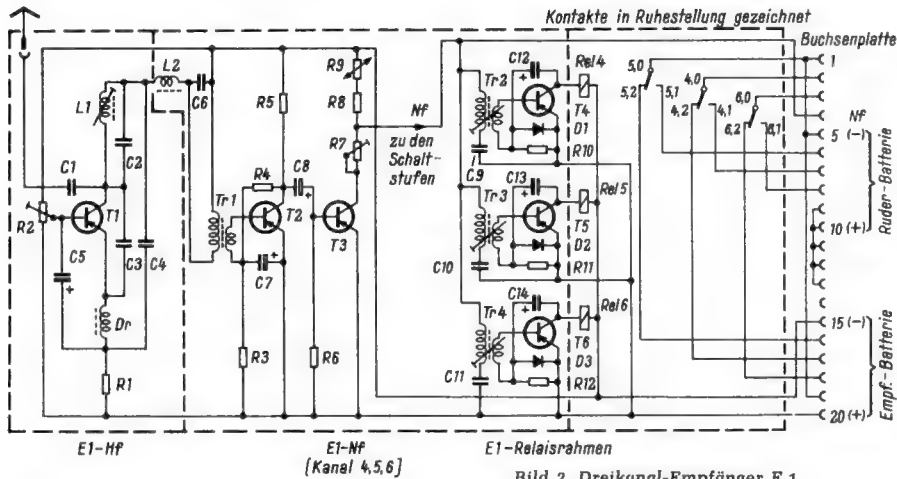 Kontakte in Ruhestellung gezeichnet
Buchsenplatte
L1
L2
C6
C2
C1
R2
T1
C5
C3
C4
Dr
R1
R5
R4
C8
Tr1
T2
C7
R3
R6
R9
R8
R7
T3
Nf
zu den
Schalt-
stufen
C12
Rel4
Tr2
T4
D1
R10
C9
C13
Rel5
Tr3
T5
D2
R11
C10
C14
Rel6
Tr4
T6
D3
R12
C11
5,0
5,2
5,1
4,0
4,2
4,1
6,0
6,2
6,1
1
Nf
5 (-)
10 (+)
Ruder-Batterie
15 (-)
20 (+)
Empf.-Batterie
E1-Hf
E1-Nf
[Kanal 4,5,6]
E1-Relaisrahmen
Bild 2. Dreikanal-Empfänger E 1